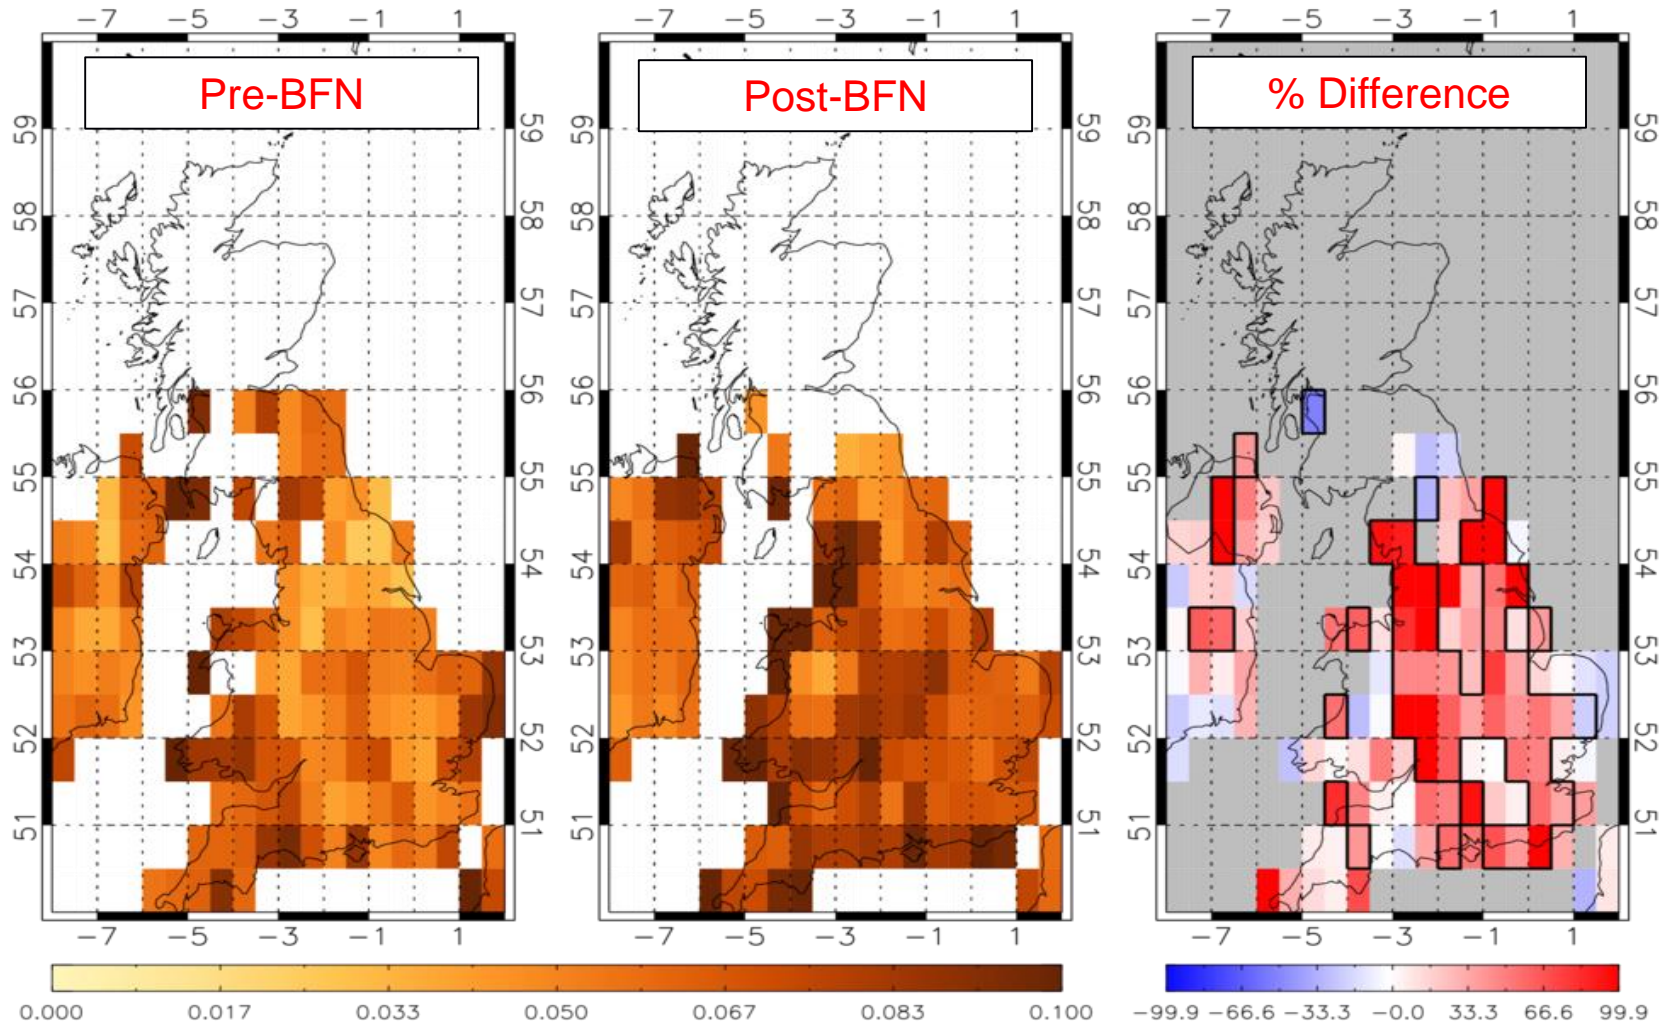 −7 −5 −3 −1 1 −7 −5 −3 −1 1 −7 −5 −3 −1 1
Pre-BFN Post-BFN % Difference
59 59 59 59 59 59
58 58 58 58 58 58
57 57 57 57 57 57
56 56 56 56 56 56
55 55 55 55 55 55
54 54 54 54 54 54
53 53 53 53 53 53
52 52 52 52 52 52
51 51 51 51 51 51
−7 −5 −3 −1 1 −7 −5 −3 −1 1 −7 −5 −3 −1 1
0.000 0.017 0.033 0.050 0.067 0.083 0.100 −99.9 −66.6 −33.3 −0.0 33.3 66.6 99.9